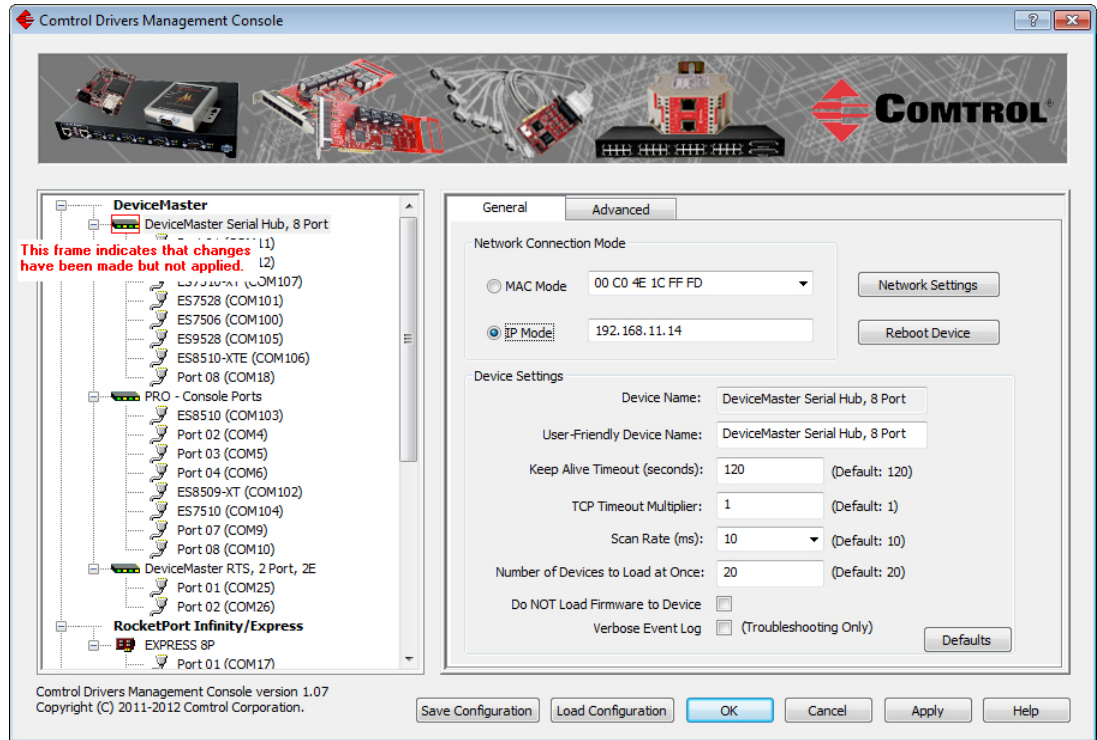 Comtrol Drivers Management Console
COMTROL
DeviceMaster
DeviceMaster Serial Hub, 8 Port
This frame indicates that changes
have been made but not applied.
11)
12)
(COM107)
ES7528 (COM101)
ES7506 (COM100)
ES9528 (COM105)
ES8510-XTE (COM106)
Port 08 (COM18)
PRO - Console Ports
ES8510 (COM103)
Port 02 (COM4)
Port 03 (COM5)
Port 04 (COM6)
ES8509-XT (COM102)
ES7510 (COM104)
Port 07 (COM9)
Port 08 (COM10)
DeviceMaster RTS, 2 Port, 2E
Port 01 (COM25)
Port 02 (COM26)
RocketPort Infinity/Express
EXPRESS 8P
Port 01 (COM17)
General Advanced
Network Connection Mode
MAC Mode 00 C0 4E 1C FF FD Network Settings
IP Mode 192.168.11.14 Reboot Device
Device Settings
Device Name: DeviceMaster Serial Hub, 8 Port
User-Friendly Device Name: DeviceMaster Serial Hub, 8 Port
Keep Alive Timeout (seconds): 120 (Default: 120)
TCP Timeout Multiplier: 1 (Default: 1)
Scan Rate (ms): 10 (Default: 10)
Number of Devices to Load at Once: 20 (Default: 20)
Do NOT Load Firmware to Device
Verbose Event Log (Troubleshooting Only)
Defaults
Comtrol Drivers Management Console version 1.07
Copyright (C) 2011-2012 Comtrol Corporation.
Save Configuration Load Configuration OK Cancel Apply Help